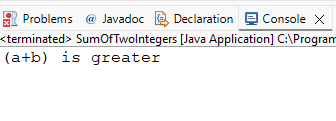 Problems @ Javadoc Declaration Console ×
<terminated> SumOfTwoIntegers [Java Application] C:\Program
(a+b) is greater